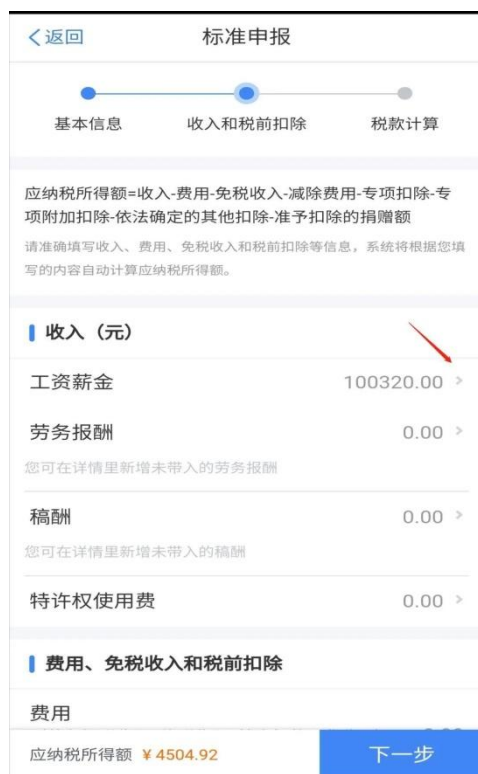 返回
标准申报
基本信息
收入和税前扣除
税款计算
应纳税所得额=收入-费用-免税收入-减除费用-专项扣除-专
项附加扣除-依法确定的其他扣除-准予扣除的捐赠额
请准确填写收入、费用、免税收入和税前扣除等信息，系统将根据您填
写的内容自动计算应纳税所得额。
收入（元）
工资薪金 100320.00
劳务报酬 0.00
您可在详情里新增未带入的劳务报酬
稿酬 0.00
您可在详情里新增未带入的稿酬
特许权使用费 0.00
费用、免税收入和税前扣除
费用
应纳税所得额 ¥4504.92
下一步